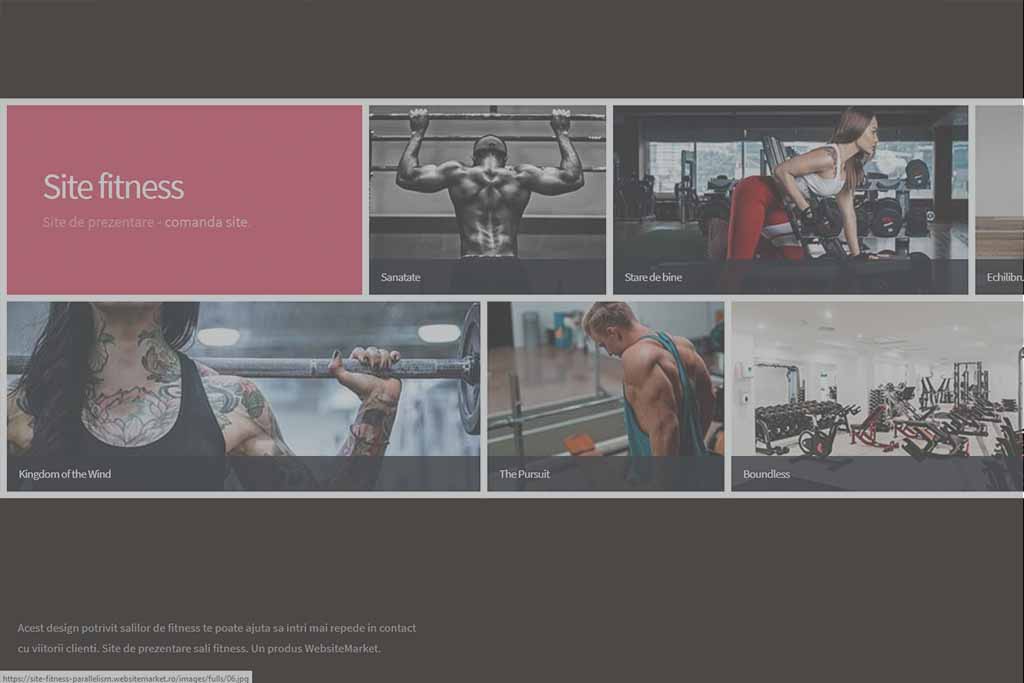 Site fitness
Site de prezentare - comanda site.
Sanatate
Stare de bine
Echilibru
Kingdom of the Wind
The Pursuit
Boundless
Acest design potrivit salilor de fitness te poate ajuta sa intri mai repede in contact
cu viitorii clienti. Site de prezentare sali fitness. Un produs WebsiteMarket.
https://site-fitness-parallelism.websitemarket.ro/images/fulls/06.jpg